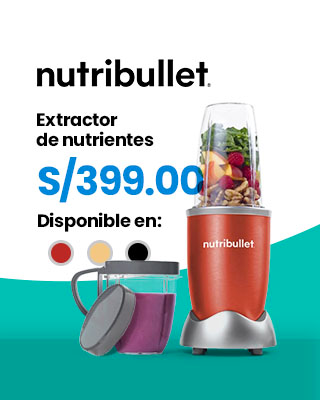 nutribullet®
Extractor
de nutrientes
S/399.00
Disponible en:
nutribullet